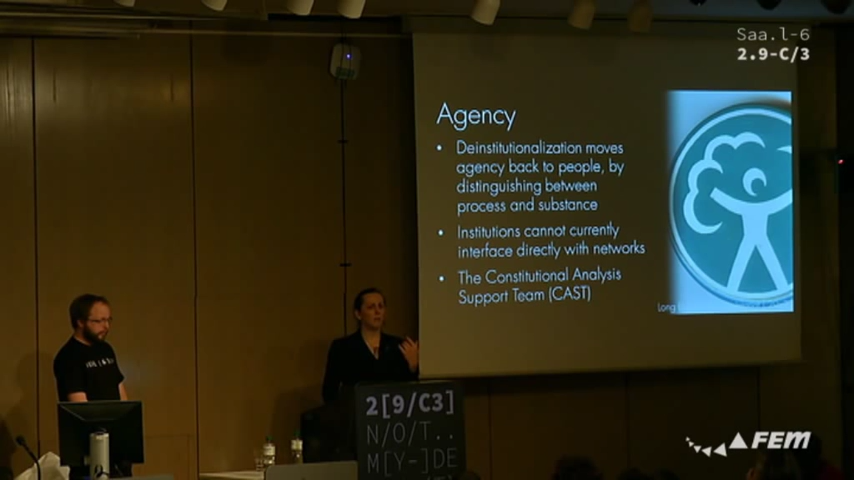 Saa.l-6
2.9-C/3
Agency
• Deinstitutionalization moves
agency back to people, by
distinguishing between
process and substance
• Institutions cannot currently
interface directly with networks
• The Constitutional Analysis
Support Team (CAST)
Long
2[9/C3]
N/O/T..
M[Y-]DE
FEM